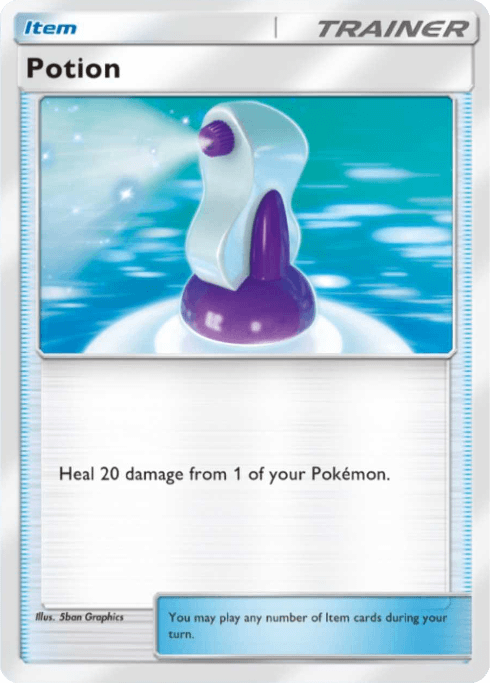 Item
TRAINER
Potion
Heal 20 damage from 1 of your Pokémon.
Illus. 5ban Graphics
You may play any number of Item cards during your
turn.